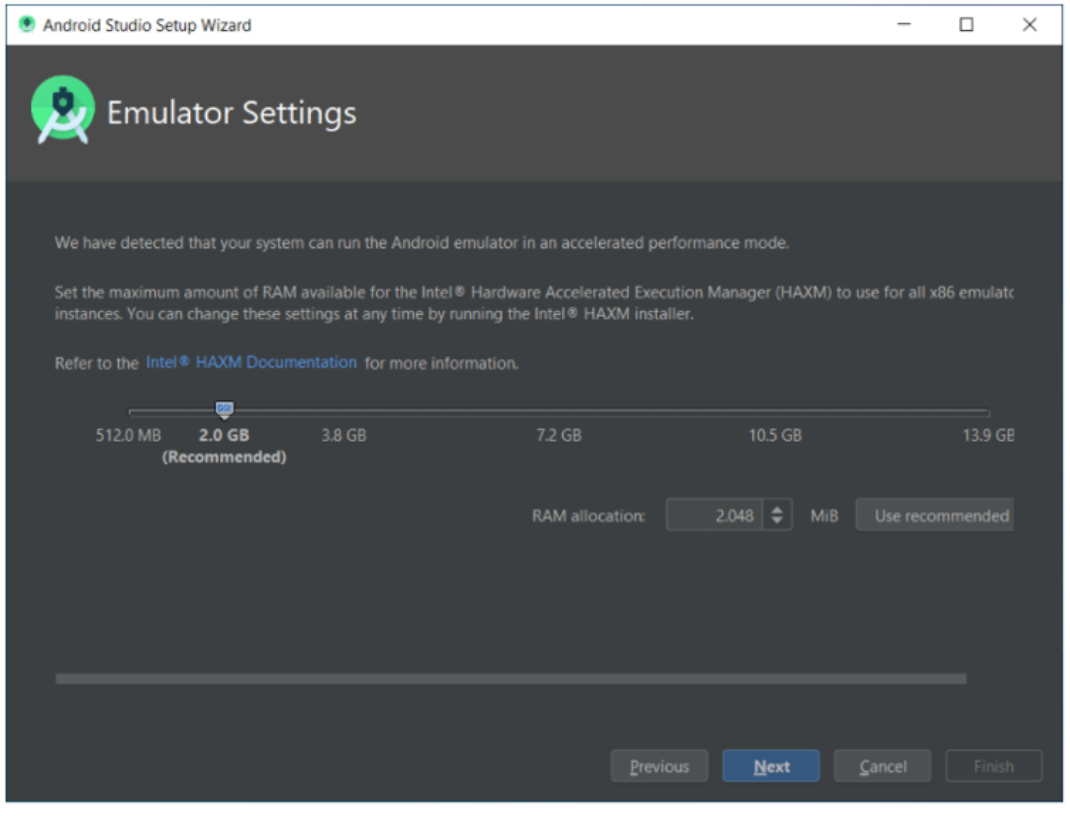 Android Studio Setup Wizard
Emulator Settings
We have detected that your system can run the Android emulator in an accelerated performance mode.
Set the maximum amount of RAM available for the Intel® Hardware Accelerated Execution Manager (HAXM) to use for all x86 emulatc
instances. You can change these settings at any time by running the Intel® HAXM installer.
Refer to the Intel® HAXM Documentation for more information.
512.0 MB 2.0 GB 3.8 GB 7.2 GB 10.5 GB 13.9 GB
(Recommended)
RAM allocation: 2.048 MiB Use recommended
Previous Next Cancel Finish